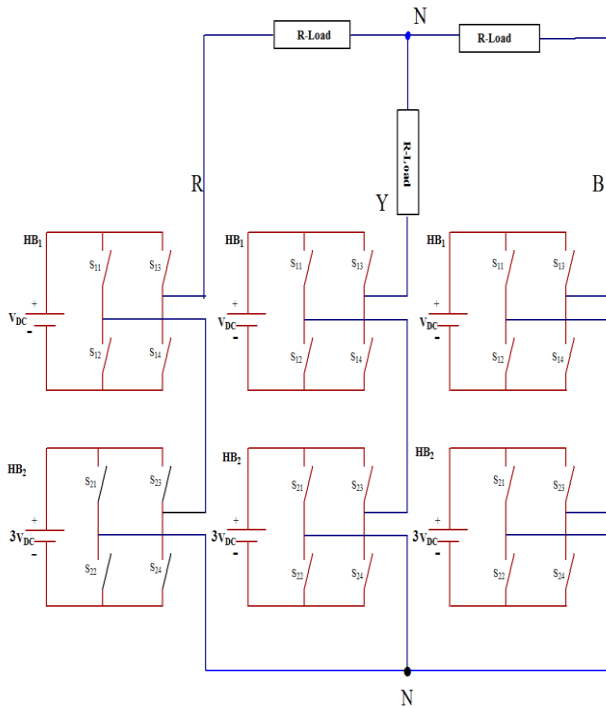 N
R-Load
R-Load
R-Load
R
Y
B
HB1
HB1
HB1
S11
S13
S11
S13
S11
S13
+
+
+
VDC
VDC
VDC
-
-
-
S12
S14
S12
S14
S12
S14
HB2
HB2
HB2
S21
S23
S21
S23
S21
S23
+
+
+
3VDC
3VDC
3VDC
-
-
-
S22
S24
S22
S24
S22
S24
N